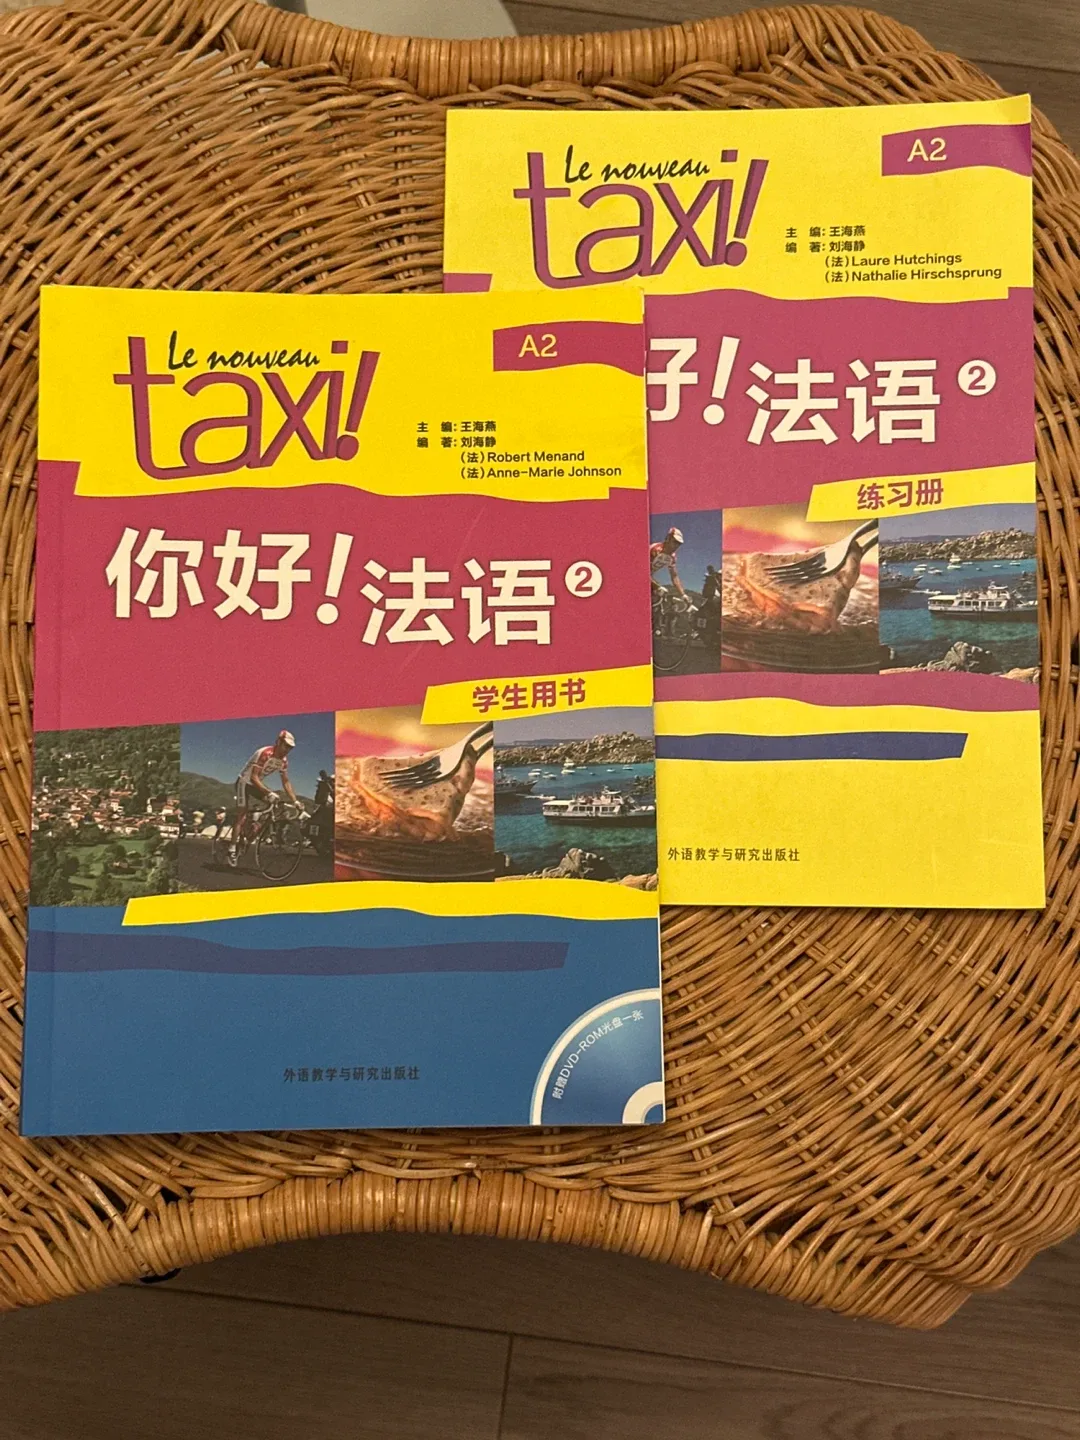 Le nouveau
taxi!
A2
主 编: 王海燕
编 著: 刘海静
(法) Robert Menand
(法) Anne-Marie Johnson
你好!法语 2
学生用书
附赠DVD-ROM光盘一张
外语教学与研究出版社
Le nouveau
taxi!
A2
主 编: 王海燕
编 著: 刘海静
(法) Laure Hutchings
(法) Nathalie Hirschsprung
好!法语 2
练习册
外语教学与研究出版社